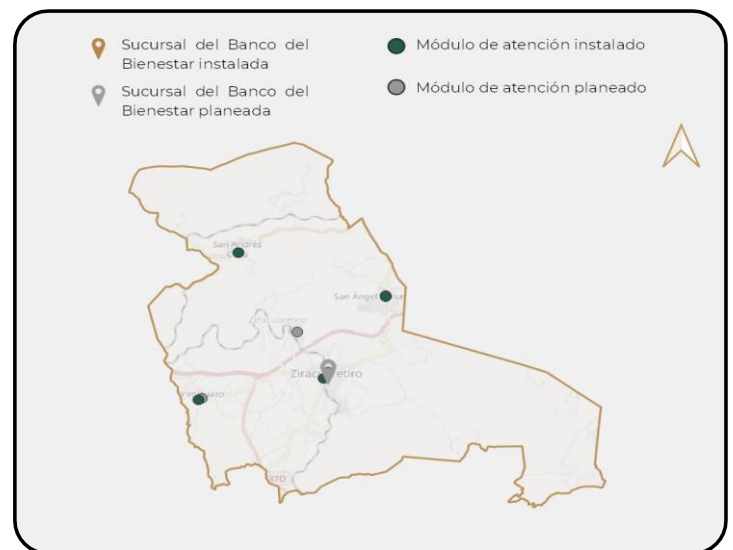 Sucursal del Banco del
Bienestar instalada
Sucursal del Banco del
Bienestar planeada
Módulo de atención instalado
Módulo de atención planeado
San Andrés
San Ángel
Ziracuaretiro
37D